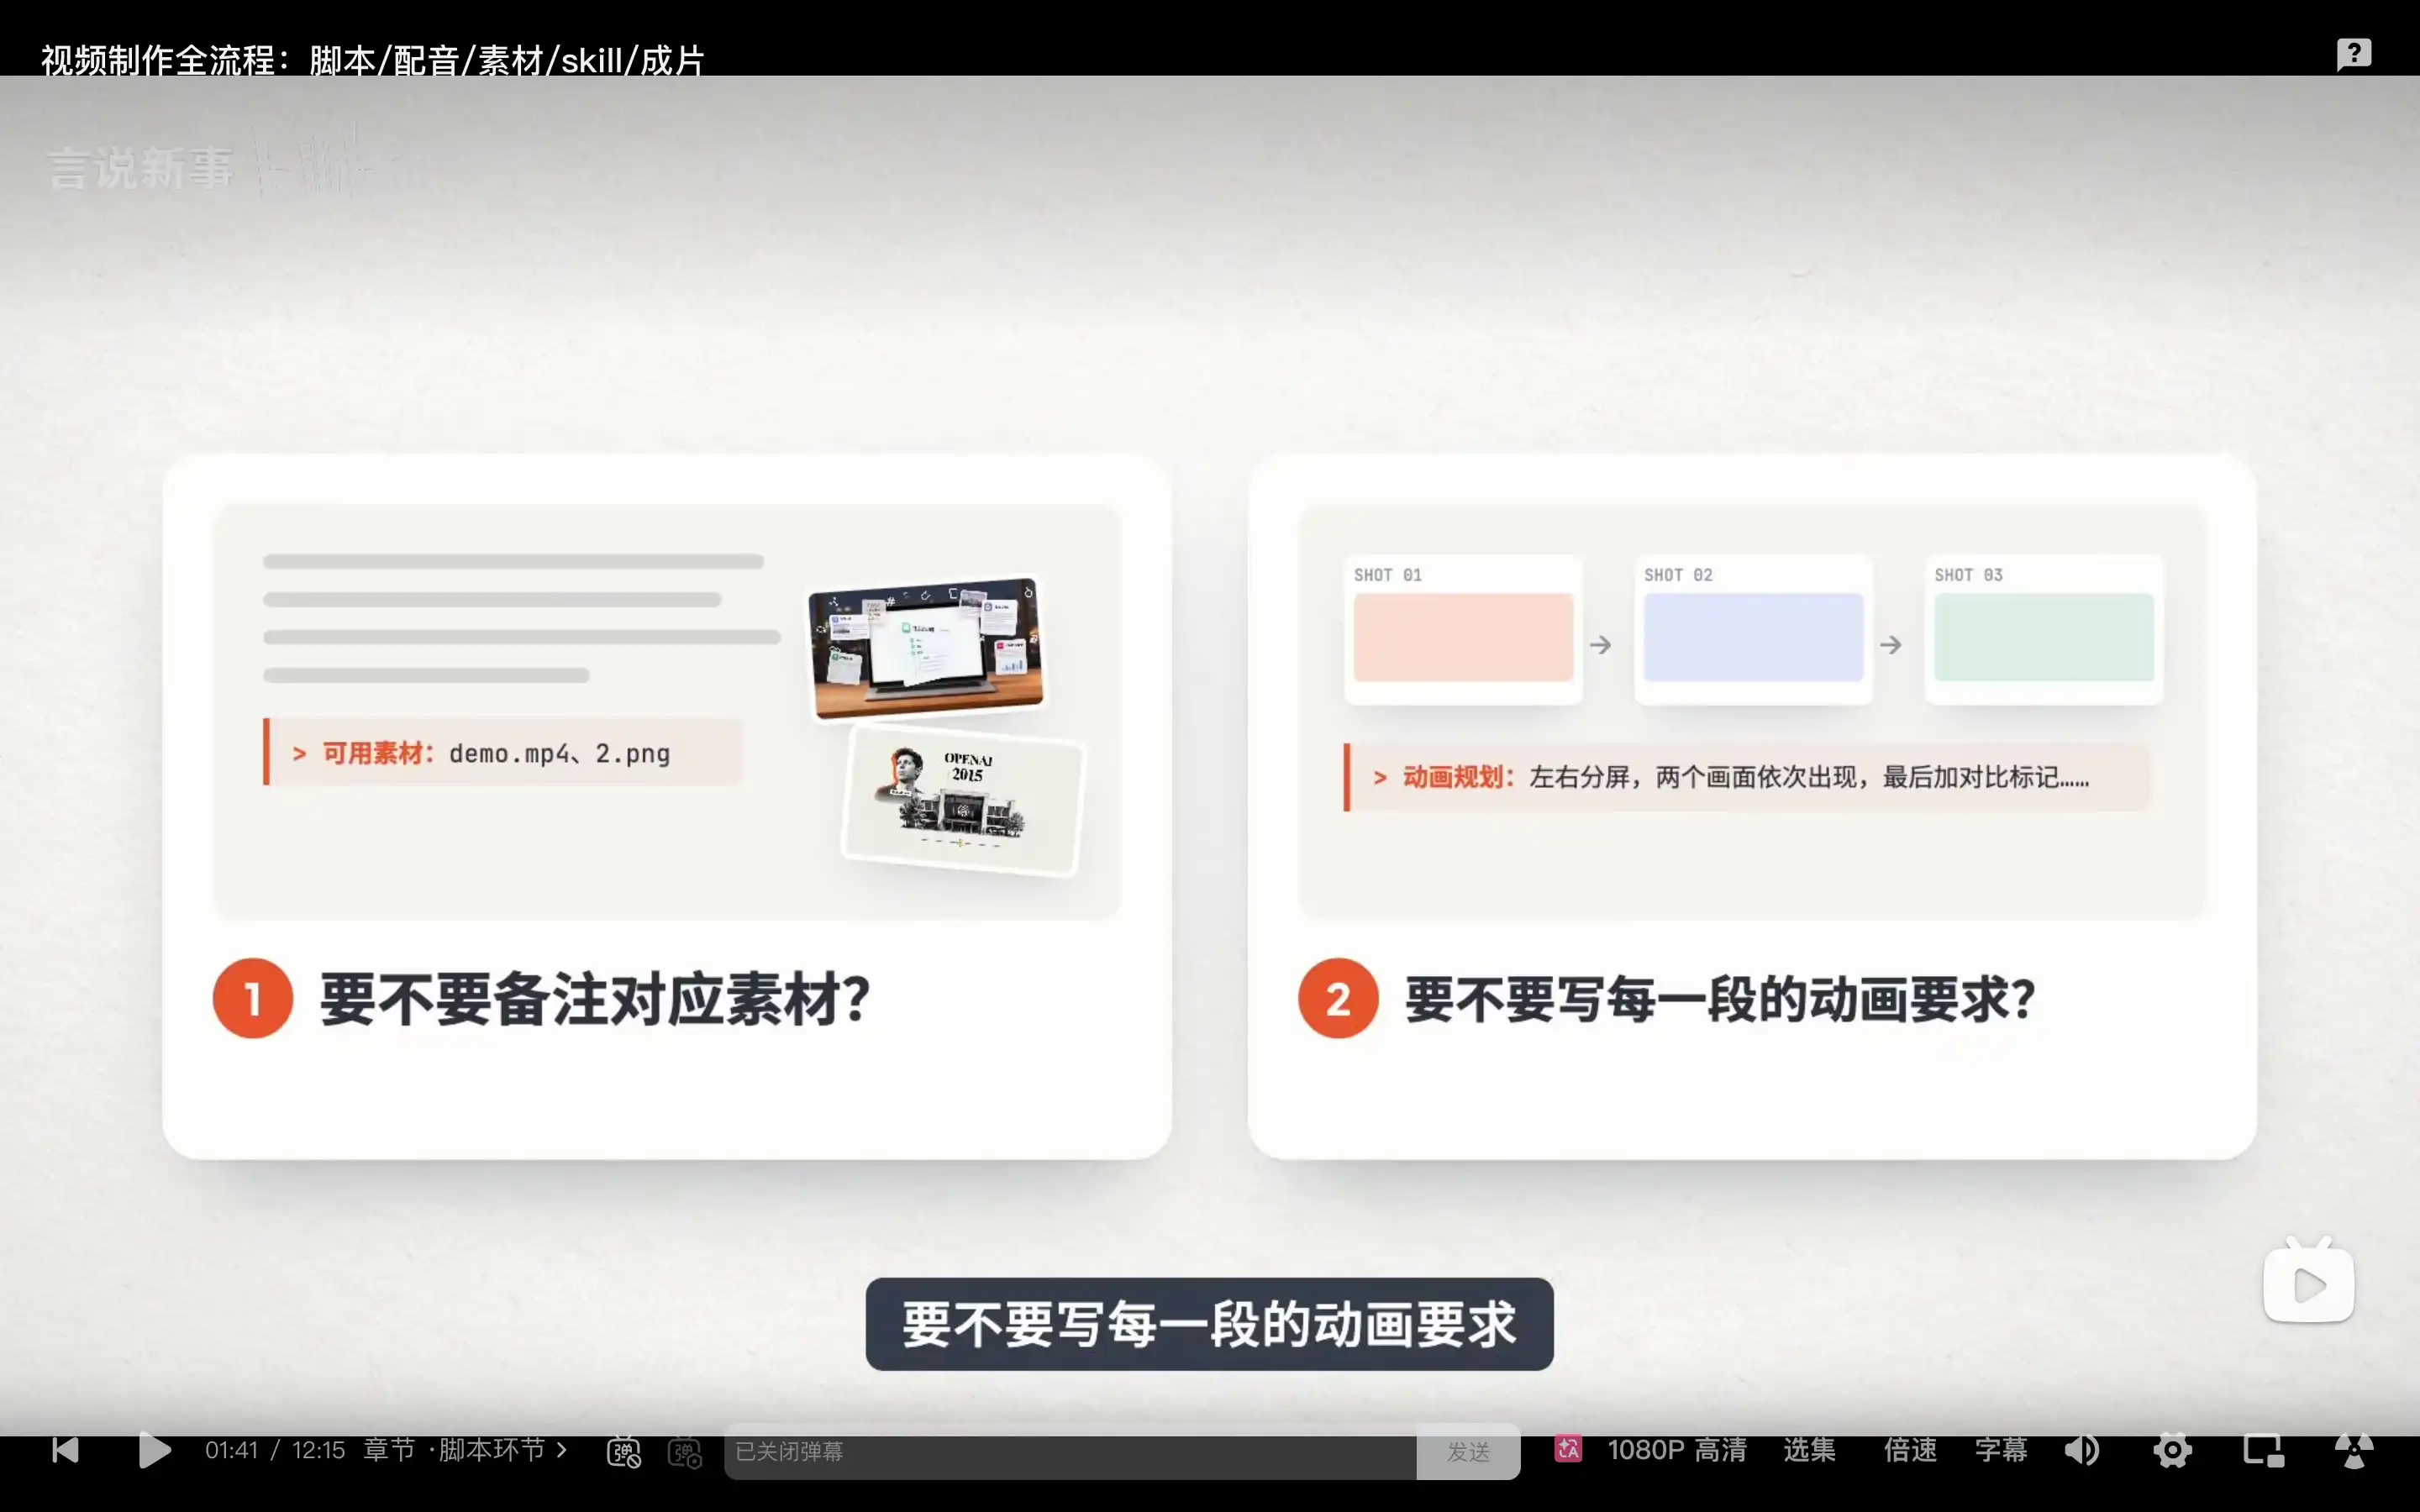 视频制作全流程：脚本/配音/素材/skill/成片
言说新事
> 可用素材：demo.mp4、2.png
OPENAI
2015
1 要不要备注对应素材？
SHOT 01
SHOT 02
SHOT 03
> 动画规划：左右分屏，两个画面依次出现，最后加对比标记……
2 要不要写每一段的动画要求？
要不要写每一段的动画要求
01:41 / 12:15 章节 ·脚本环节 > 已关闭弹幕 发送 1080P 高清 选集 倍速 字幕